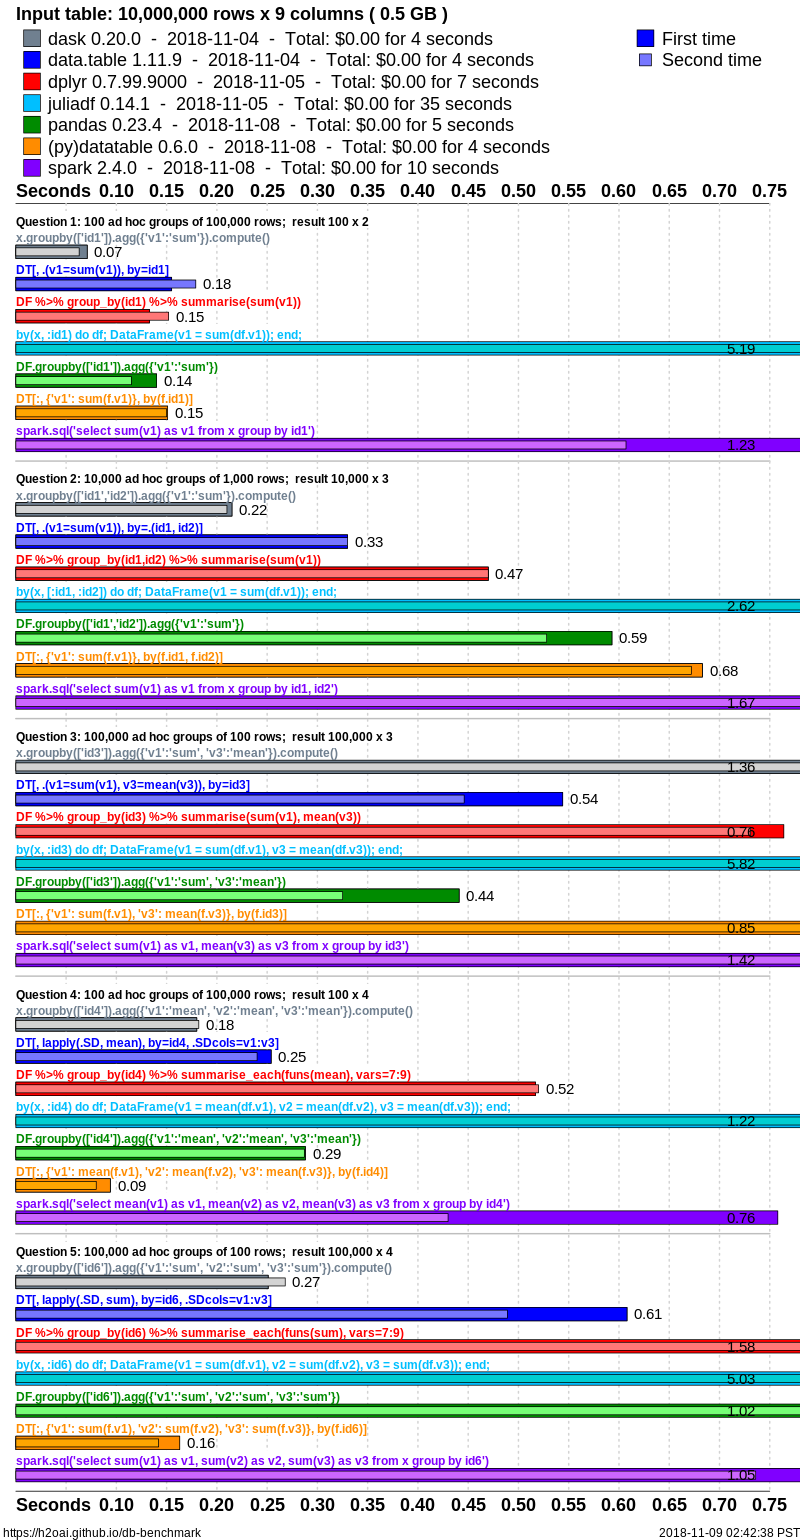 Input table: 10,000,000 rows x 9 columns ( 0.5 GB )
dask 0.20.0 - 2018-11-04 - Total: $0.00 for 4 seconds
First time
data.table 1.11.9 - 2018-11-04 - Total: $0.00 for 4 seconds
Second time
dplyr 0.7.99.9000 - 2018-11-05 - Total: $0.00 for 7 seconds
juliadf 0.14.1 - 2018-11-05 - Total: $0.00 for 35 seconds
pandas 0.23.4 - 2018-11-08 - Total: $0.00 for 5 seconds
(py)datatable 0.6.0 - 2018-11-08 - Total: $0.00 for 4 seconds
spark 2.4.0 - 2018-11-08 - Total: $0.00 for 10 seconds
Seconds 0.10 0.15 0.20 0.25 0.30 0.35 0.40 0.45 0.50 0.55 0.60 0.65 0.70 0.75
Question 1: 100 ad hoc groups of 100,000 rows; result 100 x 2
x.groupby(['id1']).agg({'v1':'sum'}).compute()
0.07
DT[, .(v1=sum(v1)), by=id1]
0.18
DF %>% group_by(id1) %>% summarise(sum(v1))
0.15
by(x, :id1) do df; DataFrame(v1 = sum(df.v1)); end;
5.19
DF.groupby(['id1']).agg({'v1':'sum'})
0.14
DT[:, {'v1': sum(f.v1)}, by(f.id1)]
0.15
spark.sql('select sum(v1) as v1 from x group by id1')
1.23
Question 2: 10,000 ad hoc groups of 1,000 rows; result 10,000 x 3
x.groupby(['id1','id2']).agg({'v1':'sum'}).compute()
0.22
DT[, .(v1=sum(v1)), by=.(id1, id2)]
0.33
DF %>% group_by(id1,id2) %>% summarise(sum(v1))
0.47
by(x, [:id1, :id2]) do df; DataFrame(v1 = sum(df.v1)); end;
2.62
DF.groupby(['id1','id2']).agg({'v1':'sum'})
0.59
DT[:, {'v1': sum(f.v1)}, by(f.id1, f.id2)]
0.68
spark.sql('select sum(v1) as v1 from x group by id1, id2')
1.67
Question 3: 100,000 ad hoc groups of 100 rows; result 100,000 x 3
x.groupby(['id3']).agg({'v1':'sum', 'v3':'mean'}).compute()
1.36
DT[, .(v1=sum(v1), v3=mean(v3)), by=id3]
0.54
DF %>% group_by(id3) %>% summarise(sum(v1), mean(v3))
0.76
by(x, :id3) do df; DataFrame(v1 = sum(df.v1), v3 = mean(df.v3)); end;
5.82
DF.groupby(['id3']).agg({'v1':'sum', 'v3':'mean'})
0.44
DT[:, {'v1': sum(f.v1), 'v3': mean(f.v3)}, by(f.id3)]
0.85
spark.sql('select sum(v1) as v1, mean(v3) as v3 from x group by id3')
1.42
Question 4: 100 ad hoc groups of 100,000 rows; result 100 x 4
x.groupby(['id4']).agg({'v1':'mean', 'v2':'mean', 'v3':'mean'}).compute()
0.18
DT[, lapply(.SD, mean), by=id4, .SDcols=v1:v3]
0.25
DF %>% group_by(id4) %>% summarise_each(funs(mean), vars=7:9)
0.52
by(x, :id4) do df; DataFrame(v1 = mean(df.v1), v2 = mean(df.v2), v3 = mean(df.v3)); end;
1.22
DF.groupby(['id4']).agg({'v1':'mean', 'v2':'mean', 'v3':'mean'})
0.29
DT[:, {'v1': mean(f.v1), 'v2': mean(f.v2), 'v3': mean(f.v3)}, by(f.id4)]
0.09
spark.sql('select mean(v1) as v1, mean(v2) as v2, mean(v3) as v3 from x group by id4')
0.76
Question 5: 100,000 ad hoc groups of 100 rows; result 100,000 x 4
x.groupby(['id6']).agg({'v1':'sum', 'v2':'sum', 'v3':'sum'}).compute()
0.27
DT[, lapply(.SD, sum), by=id6, .SDcols=v1:v3]
0.61
DF %>% group_by(id6) %>% summarise_each(funs(sum), vars=7:9)
1.58
by(x, :id6) do df; DataFrame(v1 = sum(df.v1), v2 = sum(df.v2), v3 = sum(df.v3)); end;
5.03
DF.groupby(['id6']).agg({'v1':'sum', 'v2':'sum', 'v3':'sum'})
1.02
DT[:, {'v1': sum(f.v1), 'v2': sum(f.v2), 'v3': sum(f.v3)}, by(f.id6)]
0.16
spark.sql('select sum(v1) as v1, sum(v2) as v2, sum(v3) as v3 from x group by id6')
1.05
Seconds 0.10 0.15 0.20 0.25 0.30 0.35 0.40 0.45 0.50 0.55 0.60 0.65 0.70 0.75
https://h2oai.github.io/db-benchmark
2018-11-09 02:42:38 PST